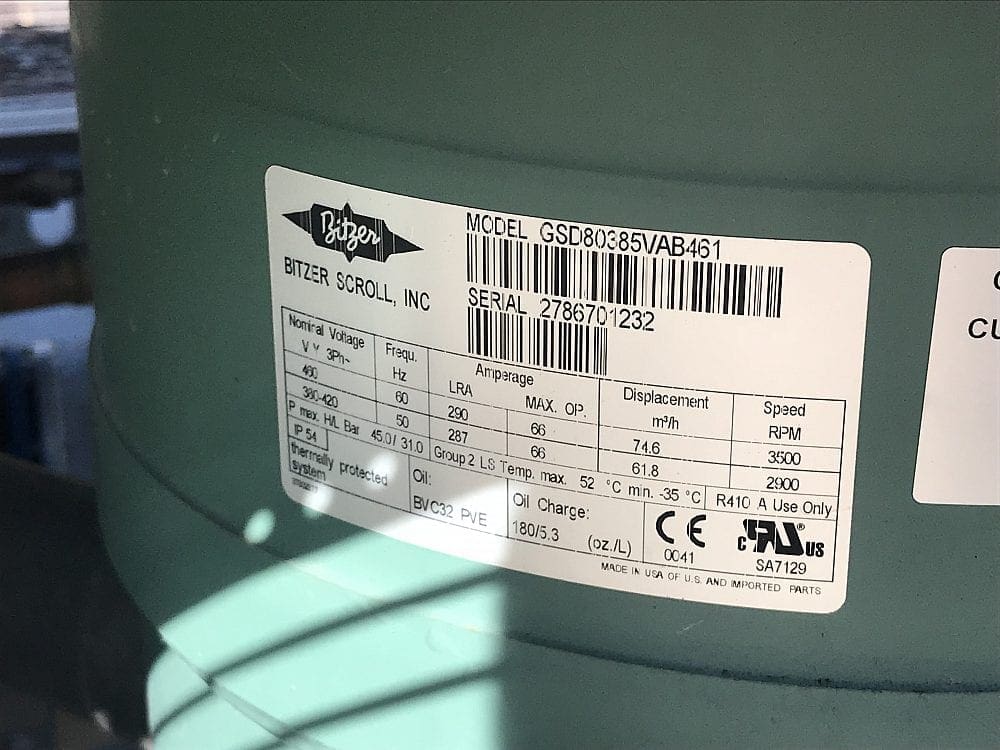 Bitzer
BITZER SCROLL, INC
MODEL GSD80385VAB461
SERIAL 2786701232
Nominal Voltage V Y 3Ph~
Frequ. Hz
Amperage
LRA MAX. OP.
Displacement m³/h
Speed RPM
460 60 290 66 74.6 3500
380-420 50 287 66 61.8 2900
P max. H/L Bar 45.0/ 31.0 Group 2 LS Temp. max. 52 °C min. -35 °C R410 A Use Only
IP 54
thermally protected
system
Oil:
BVC32 PVE
Oil Charge:
180/5.3 (oz./L)
CE
0041
c RU® US
SA7129
MADE IN USA OF U.S. AND IMPORTED PARTS
CU